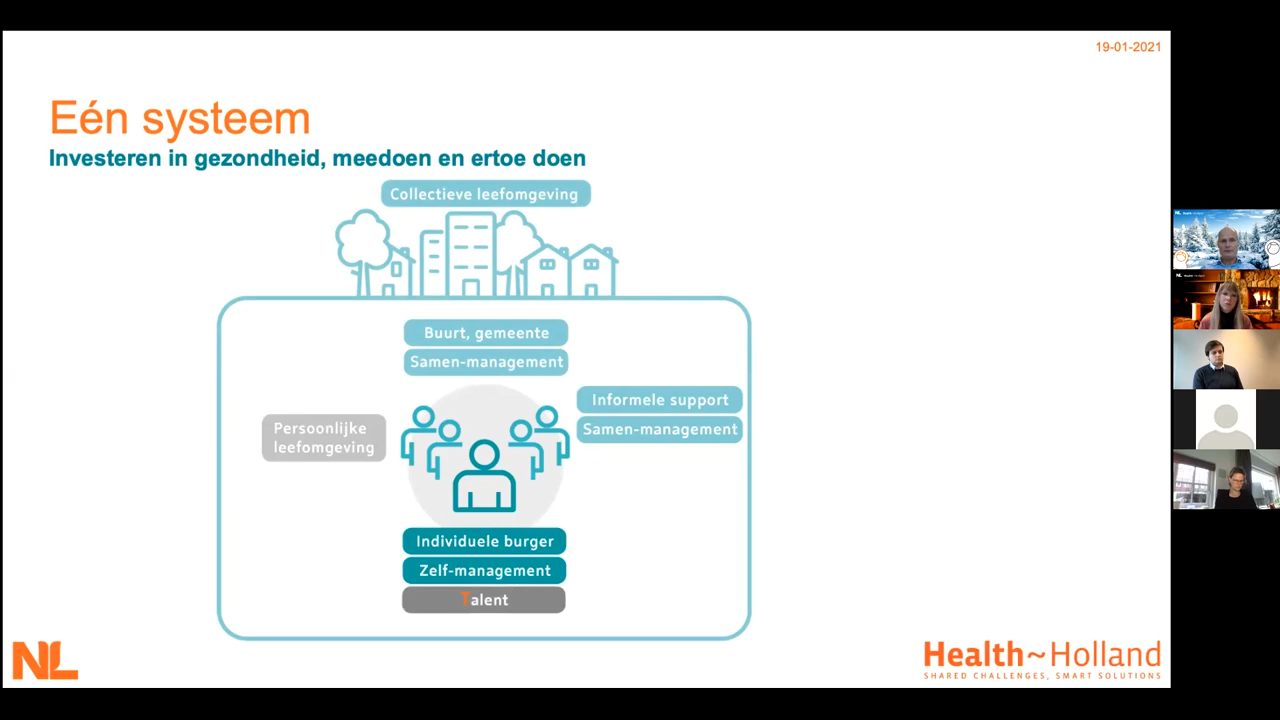 19-01-2021
Eén systeem
Investeren in gezondheid, meedoen en ertoe doen
Collectieve leefomgeving
Buurt, gemeente
Samen-management
Informele support
Samen-management
Persoonlijke
leefomgeving
Individuele burger
Zelf-management
Talent
NL
Health~Holland
SHARED CHALLENGES, SMART SOLUTIONS